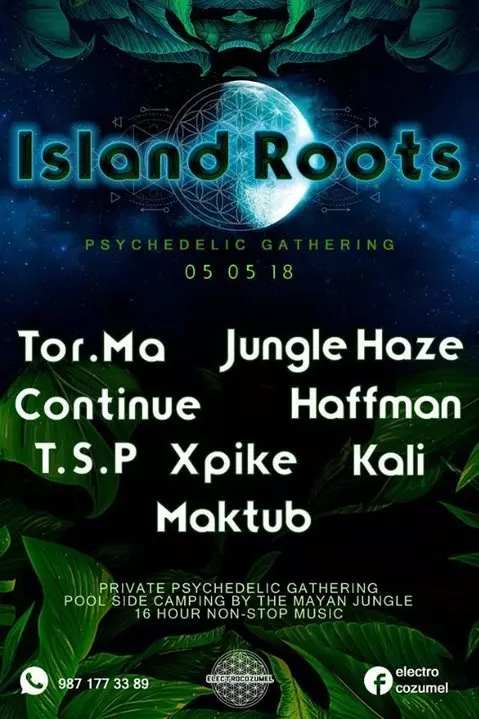 Island Roots
PSYCHEDELIC GATHERING
05 05 18
Tor.Ma Jungle Haze
Continue Haffman
T.S.P Xpike Kali
Maktub
PRIVATE PSYCHEDELIC GATHERING
POOL SIDE CAMPING BY THE MAYAN JUNGLE
16 HOUR NON-STOP MUSIC
987 177 33 89
ELECTROCOZUMEL
electro
cozumel